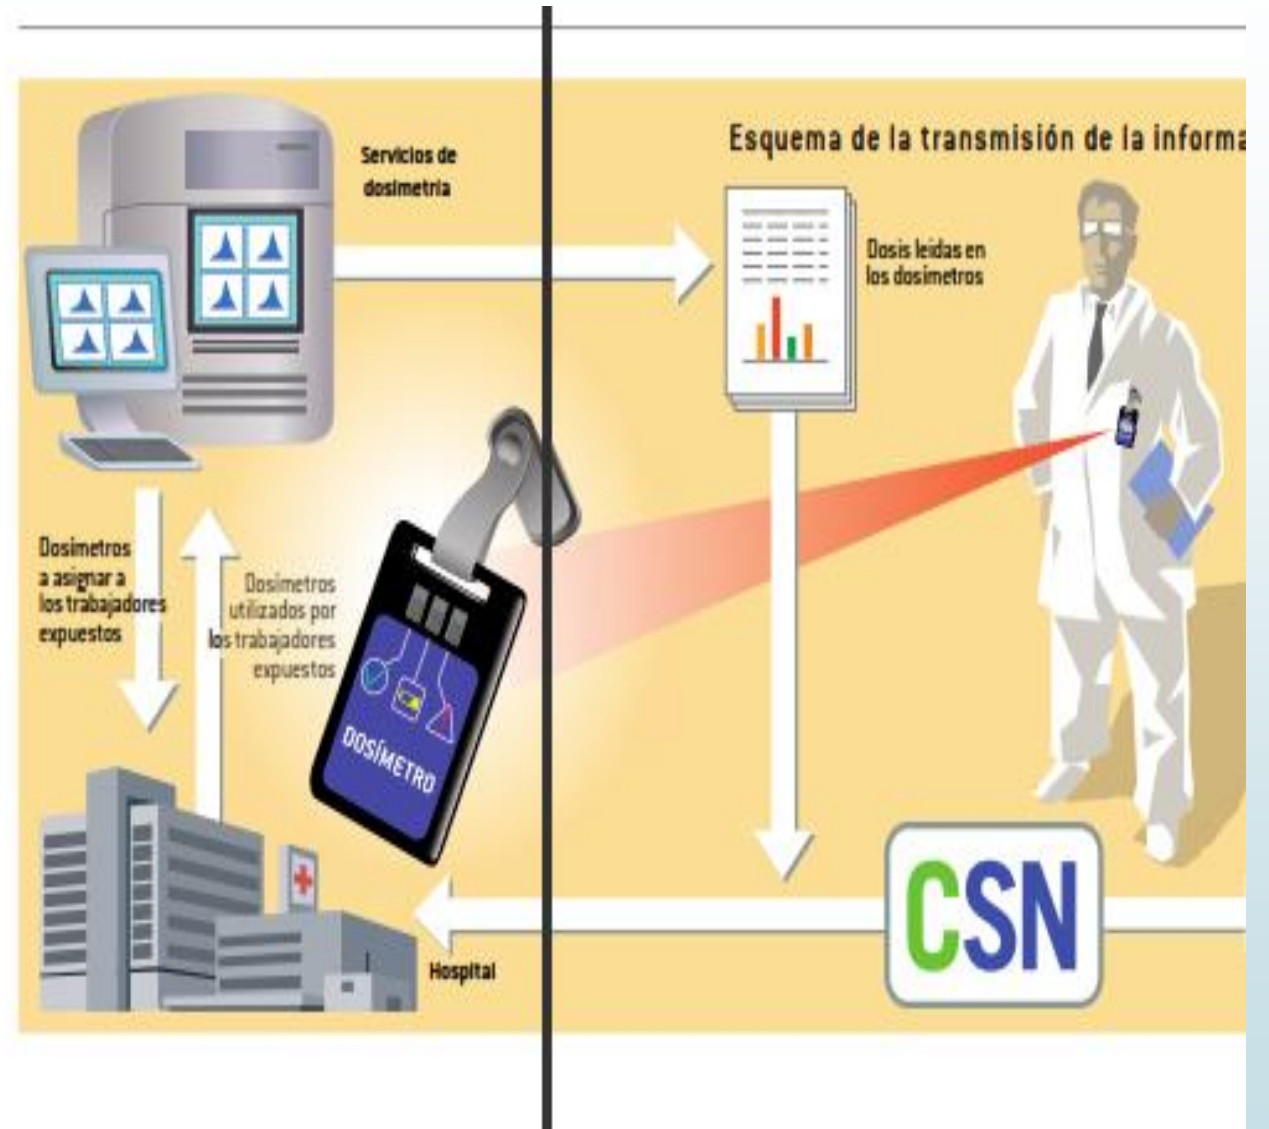 Esquema de la transmisión de la informa
Servicios de
dosimetría
Dosis leídas en
los dosímetros
Dosímetros
a asignar a
los trabajadores
expuestos
Dosímetros
utilizados por
los trabajadores
expuestos
DOSÍMETRO
CSN
Hospital